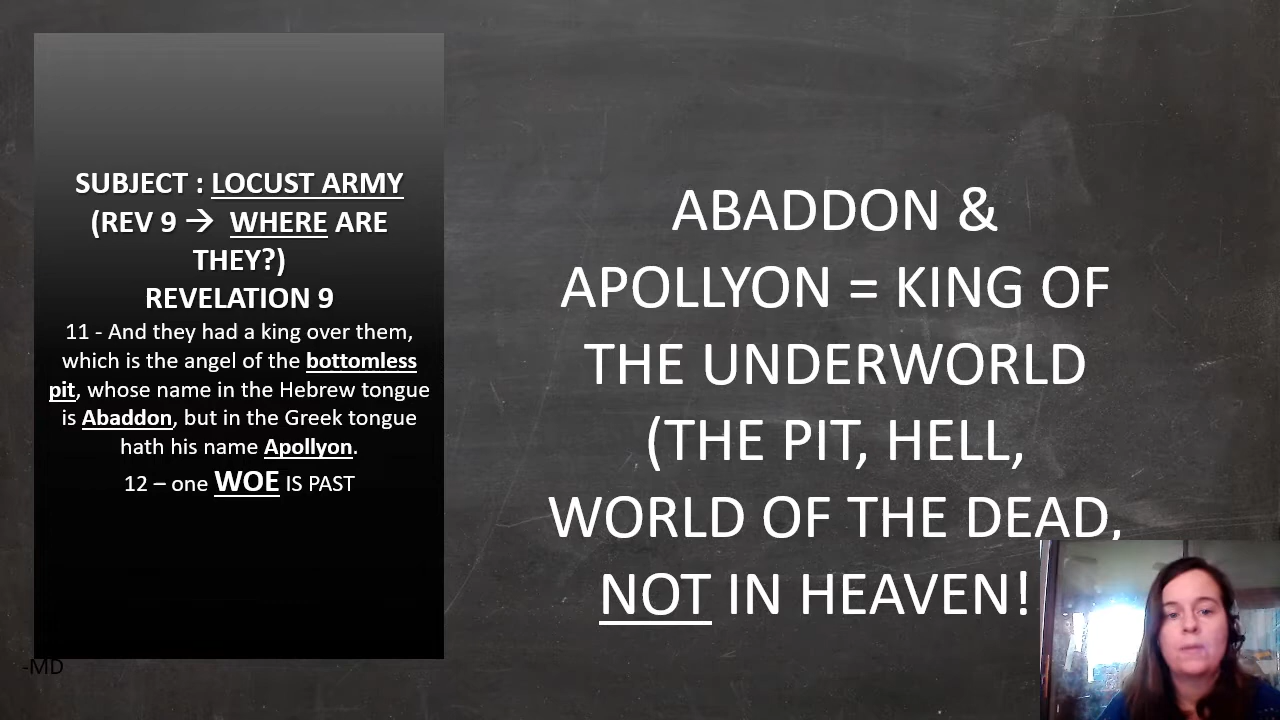 SUBJECT : LOCUST ARMY
(REV 9 → WHERE ARE
THEY?)
REVELATION 9
11 - And they had a king over them,
which is the angel of the bottomless
pit, whose name in the Hebrew tongue
is Abaddon, but in the Greek tongue
hath his name Apollyon.
12 – one WOE IS PAST
-MD
ABADDON &
APOLLYON = KING OF
THE UNDERWORLD
(THE PIT, HELL,
WORLD OF THE DEAD,
NOT IN HEAVEN!